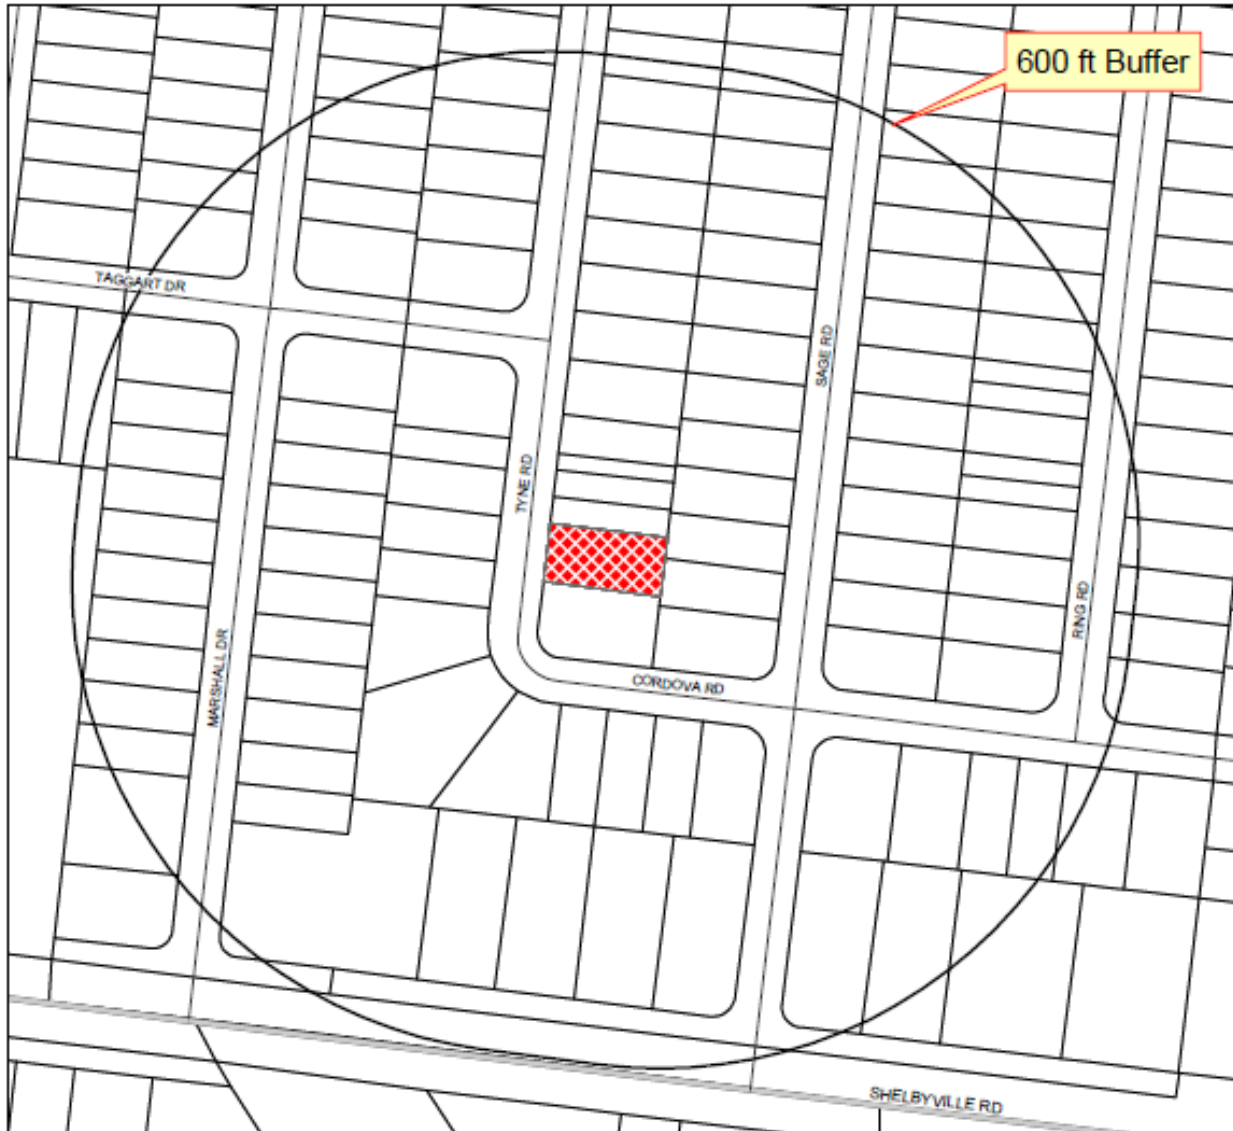 600 ft Buffer
TAGGART DR
SAGE RD
TYNE RD
RING RD
MARSHALL DR
CORDOVA RD
SHELBYVILLE RD